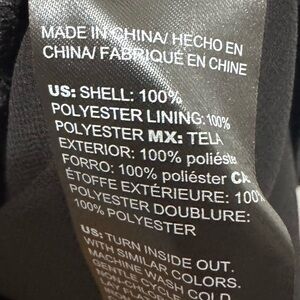 MADE IN CHINA/ HECHO EN
CHINA/ FABRIQUÉ EN CHINE
US: SHELL: 100%
POLYESTER LINING: 100%
POLYESTER MX: TELA
EXTERIOR: 100% poliéster
FORRO: 100% poliéster CA:
ÉTOFFE EXTÉRIEURE: 100%
POLYESTER DOUBLURE:
100% POLYESTER
US: TURN INSIDE OUT.
WITH SIMILAR COLORS.
MACHINE WASH COLD
GENTLE CYCLE